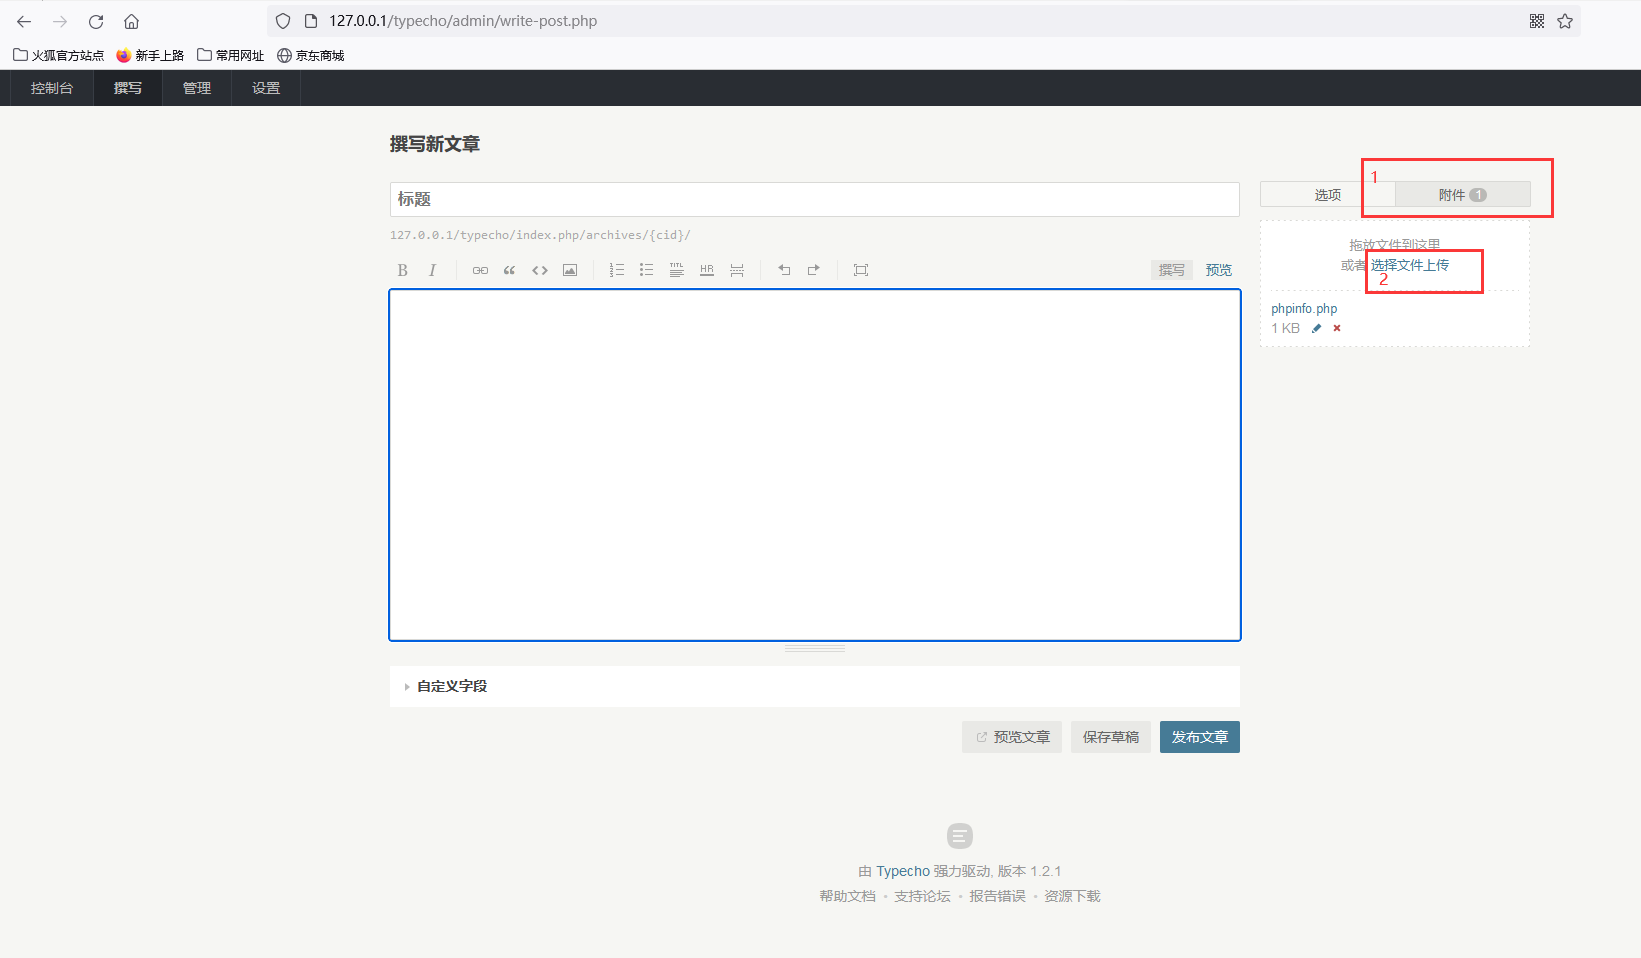 127.0.0.1/typecho/admin/write-post.php
火狐官方站点 新手上路 常用网址 京东商城
控制台 撰写 管理 设置
撰写新文章
标题
127.0.0.1/typecho/index.php/archives/{cid}/
B I HR 撰写 预览
自定义字段
预览文章 保存草稿 发布文章
1
选项 附件 1
拖放文件到这里
或者 选择文件上传
2
phpinfo.php
1 KB
由 Typecho 强力驱动, 版本 1.2.1
帮助文档 • 支持论坛 • 报告错误 • 资源下载